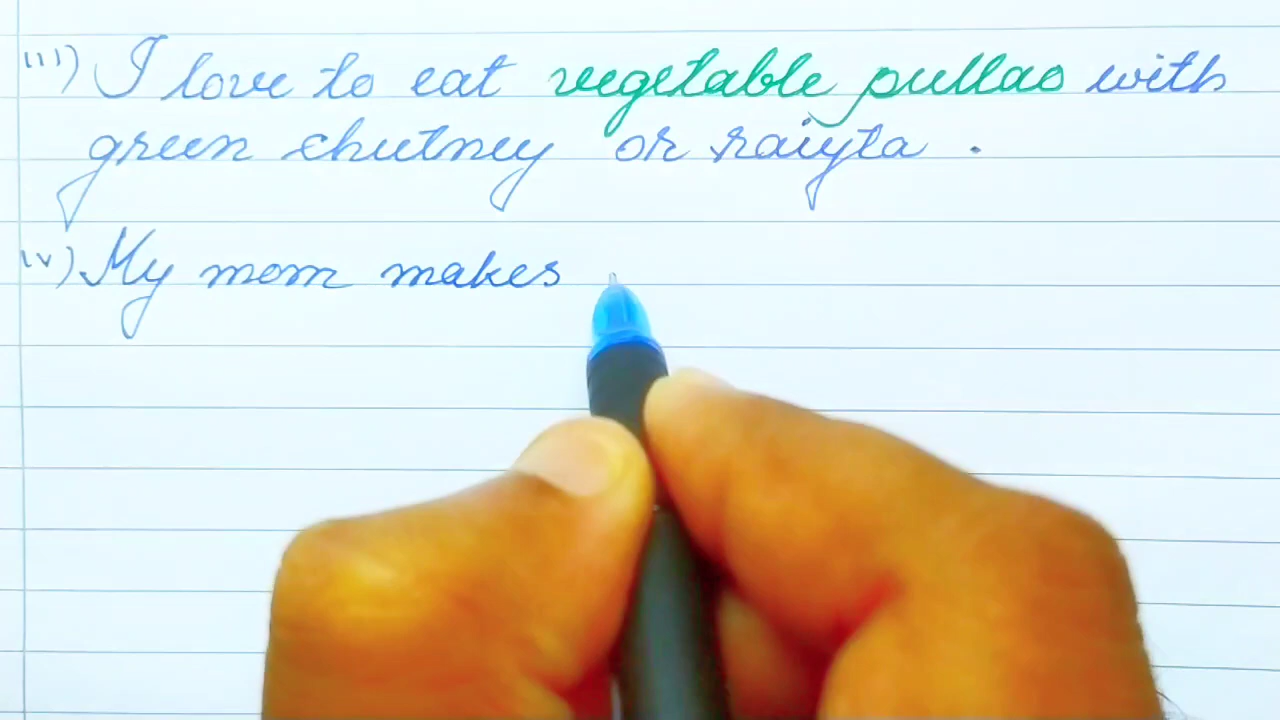 III) I love to eat vegetable pullao with
green chutney or raiyta .
IV) My mom makes